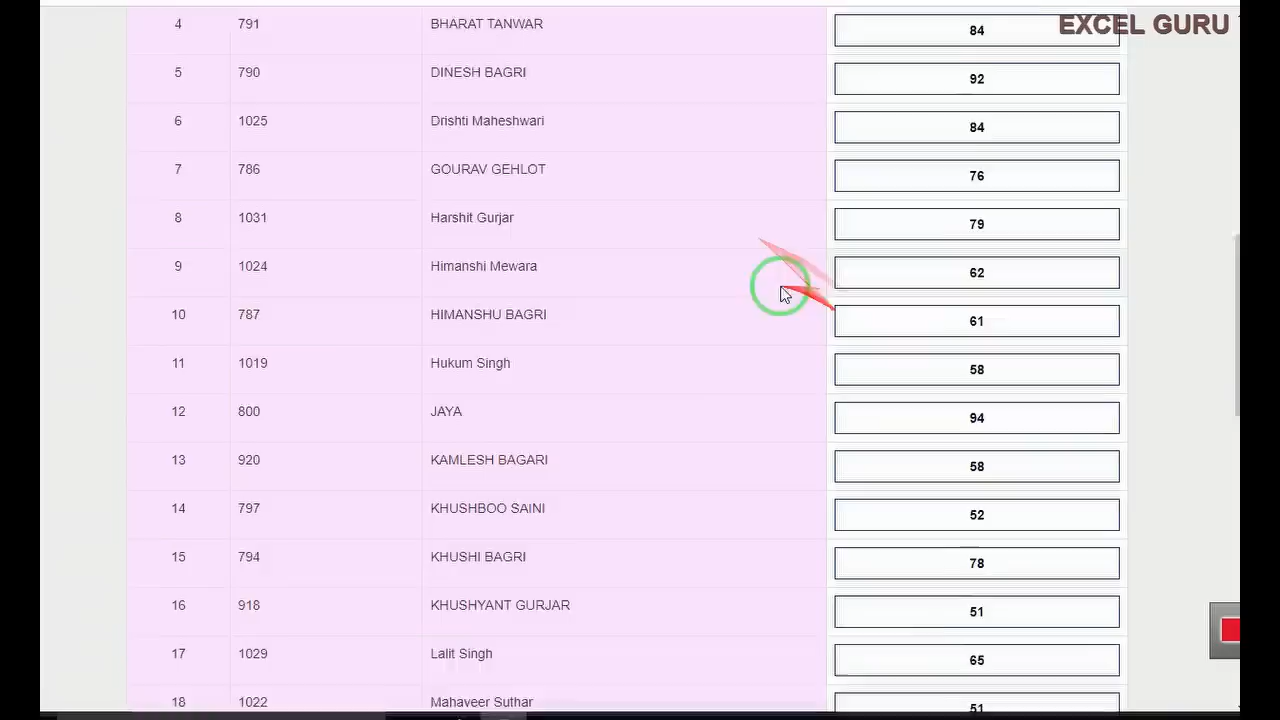 EXCEL GURU
4 791 BHARAT TANWAR 84
5 790 DINESH BAGRI 92
6 1025 Drishti Maheshwari 84
7 786 GOURAV GEHLOT 76
8 1031 Harshit Gurjar 79
9 1024 Himanshi Mewara 62
10 787 HIMANSHU BAGRI 61
11 1019 Hukum Singh 58
12 800 JAYA 94
13 920 KAMLESH BAGARI 58
14 797 KHUSHBOO SAINI 52
15 794 KHUSHI BAGRI 78
16 918 KHUSHYANT GURJAR 51
17 1029 Lalit Singh 65
18 1022 Mahaveer Suthar 51